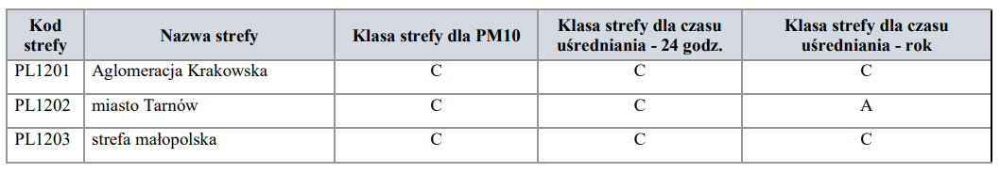 Kod strefy | Nazwa strefy | Klasa strefy dla PM10 | Klasa strefy dla czasu uśredniania - 24 godz. | Klasa strefy dla czasu uśredniania - rok
PL1201 | Aglomeracja Krakowska | C | C | C
PL1202 | miasto Tarnów | C | C | A
PL1203 | strefa małopolska | C | C | C